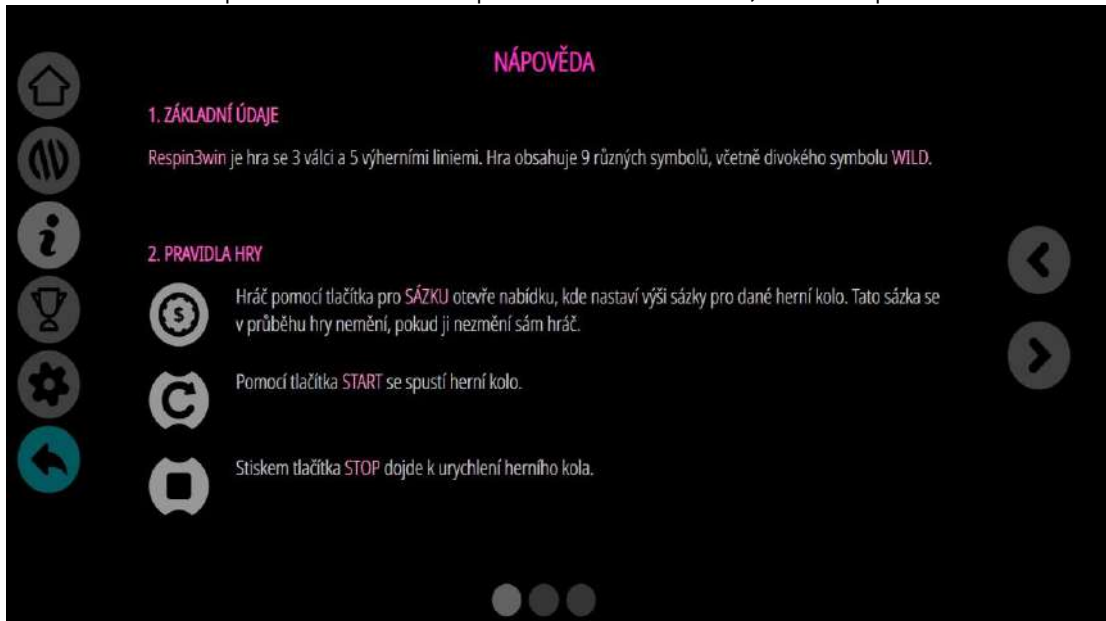 NÁPOVĚDA
1. ZÁKLADNÍ ÚDAJE
Respin3win je hra se 3 válci a 5 výherními liniemi. Hra obsahuje 9 různých symbolů, včetně divokého symbolu WILD.
2. PRAVIDLA HRY
Hráč pomocí tlačítka pro SÁZKU otevře nabídku, kde nastaví výši sázky pro dané herní kolo. Tato sázka se
v průběhu hry nemění, pokud ji nezmění sám hráč.
Pomocí tlačítka START se spustí herní kolo.
Stiskem tlačítka STOP dojde k urychlení herního kola.